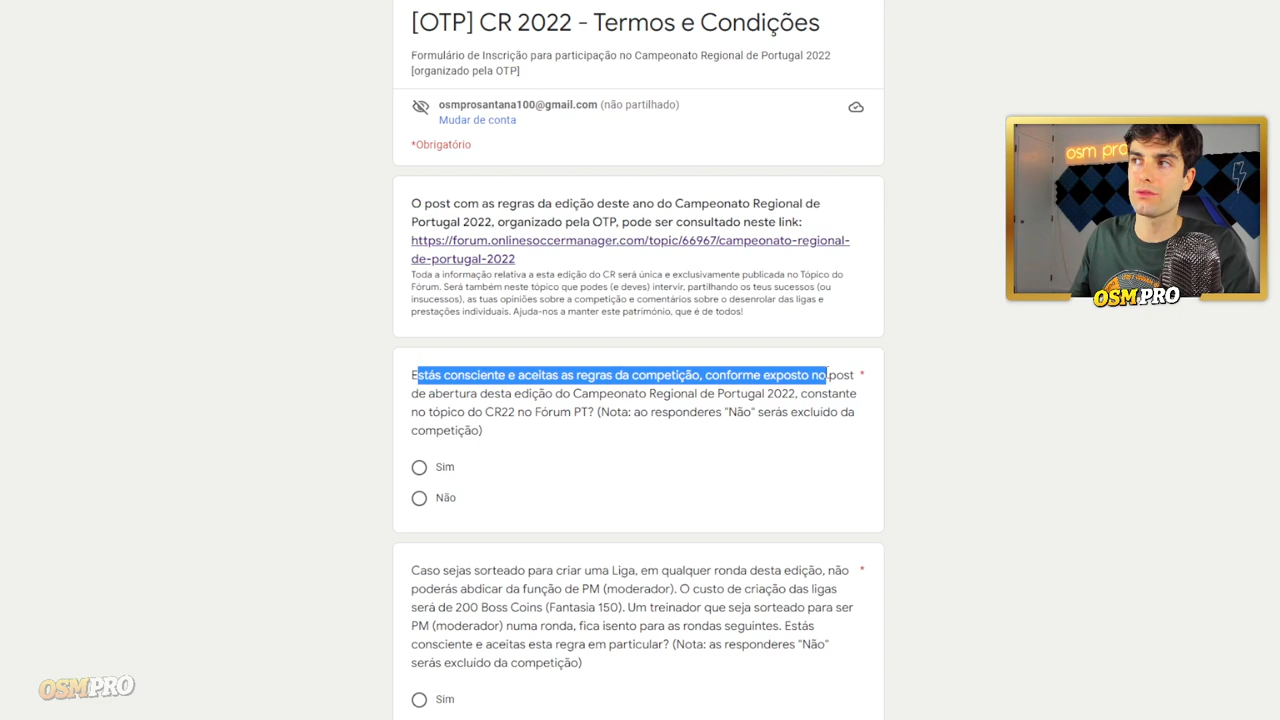 [OTP] CR 2022 - Termos e Condições
Formulário de Inscrição para participação no Campeonato Regional de Portugal 2022
[organizado pela OTP]
osmprosantana100@gmail.com (não partilhado)
Mudar de conta
*Obrigatório
O post com as regras da edição deste ano do Campeonato Regional de
Portugal 2022, organizado pela OTP, pode ser consultado neste link:
https://forum.onlinesoccermanager.com/topic/66967/campeonato-regional-
de-portugal-2022
Toda a informação relativa a esta edição do CR será única e exclusivamente publicada no Tópico do
Fórum. Será também neste tópico que podes (e deves) intervir, partilhando os teus sucessos (ou
insucessos), as tuas opiniões sobre a competição e comentários sobre o desenrolar das ligas e
prestações individuais. Ajuda-nos a manter este património, que é de todos!
Estás consciente e aceitas as regras da competição, conforme exposto no post *
de abertura desta edição do Campeonato Regional de Portugal 2022, constante
no tópico do CR22 no Fórum PT? (Nota: ao responderes "Não" serás excluído da
competição)
Sim
Não
Caso sejas sorteado para criar uma Liga, em qualquer ronda desta edição, não *
poderás abdicar da função de PM (moderador). O custo de criação das ligas
será de 200 Boss Coins (Fantasia 150). Um treinador que seja sorteado para ser
PM (moderador) numa ronda, fica isento para as rondas seguintes. Estás
consciente e aceitas esta regra em particular? (Nota: as responderes "Não"
serás excluído da competição)
Sim
osm pro
OSM PRO
OSMPRO